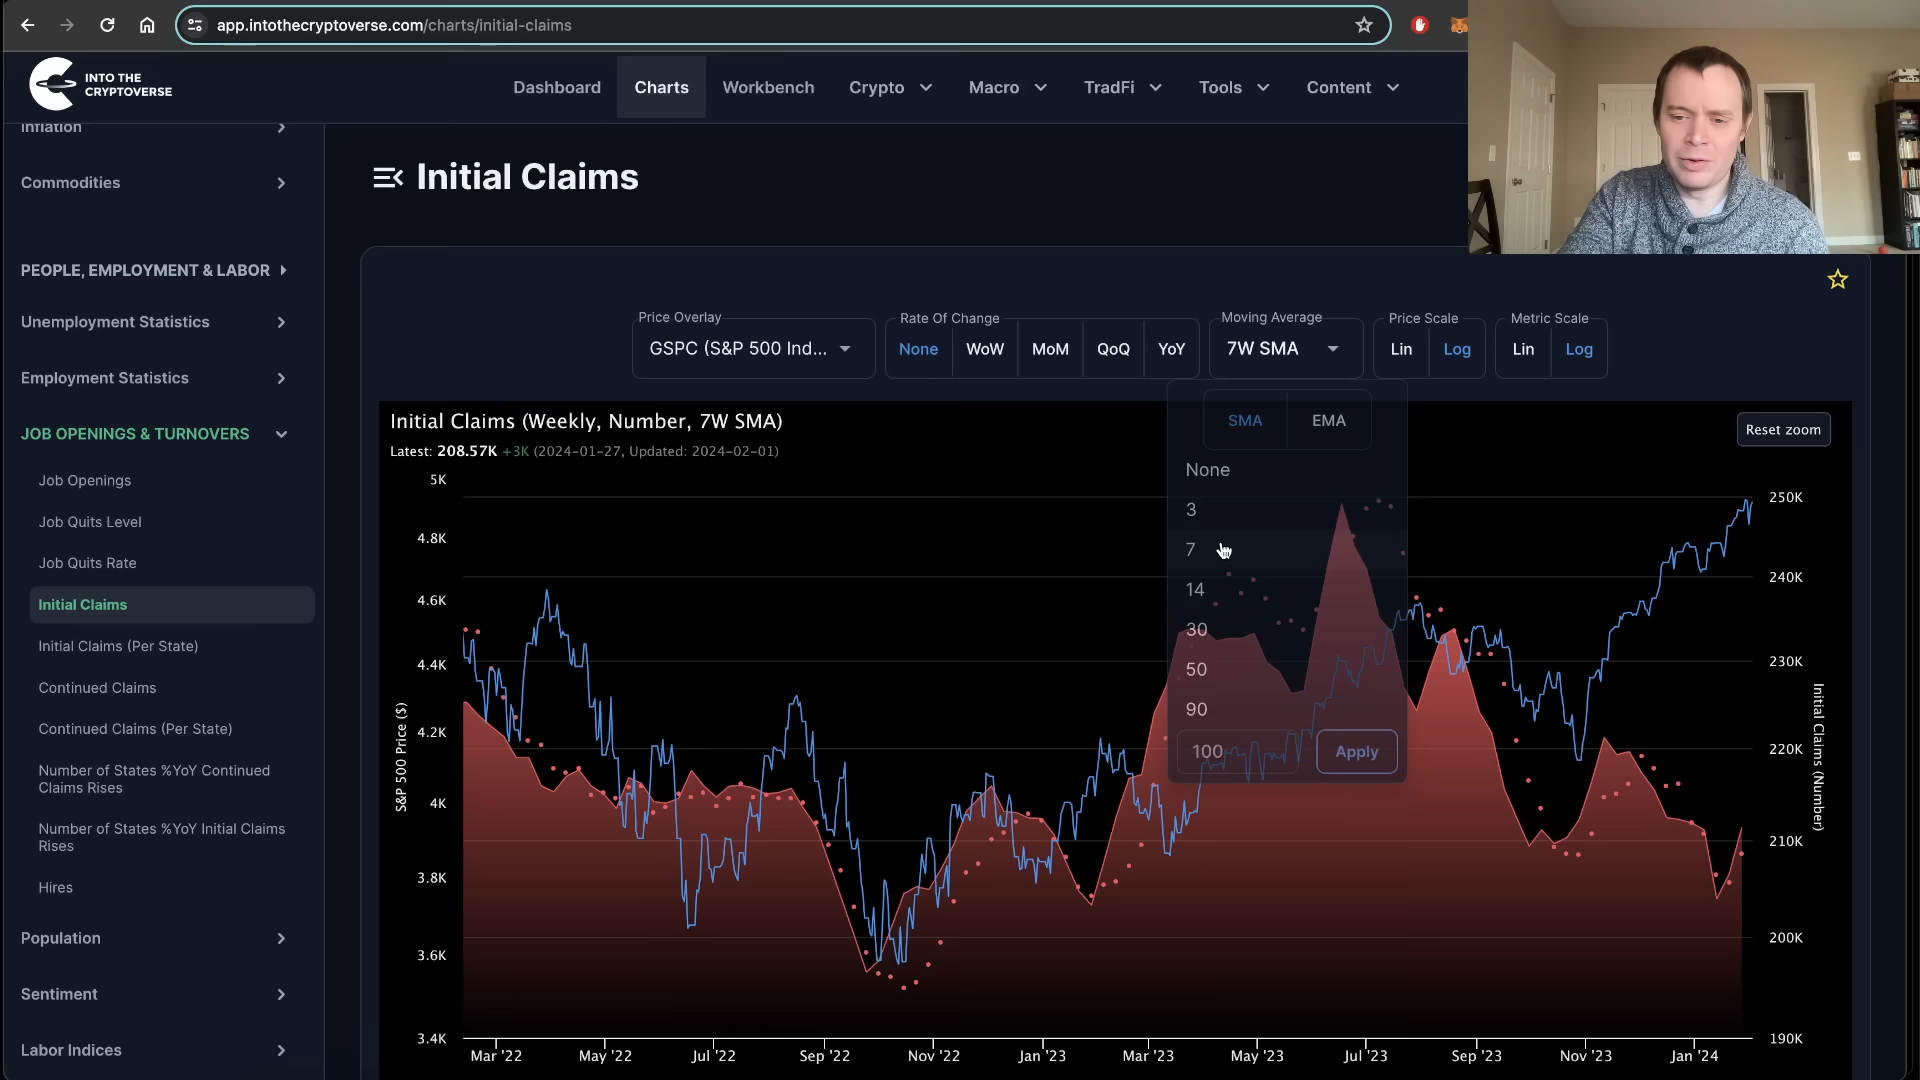 app.intothecryptoverse.com/charts/initial-claims
INTO THE
CRYPTOVERSE
Dashboard
Charts
Workbench
Crypto
Macro
TradFi
Tools
Content
Inflation
Commodities
PEOPLE, EMPLOYMENT & LABOR
Unemployment Statistics
Employment Statistics
JOB OPENINGS & TURNOVERS
Job Openings
Job Quits Level
Job Quits Rate
Initial Claims
Initial Claims (Per State)
Continued Claims
Continued Claims (Per State)
Number of States %YoY Continued
Claims Rises
Number of States %YoY Initial Claims
Rises
Hires
Population
Sentiment
Labor Indices
Initial Claims
Price Overlay
GSPC (S&P 500 Ind...
Rate Of Change
None
WoW
MoM
QoQ
YoY
Moving Average
7W SMA
Price Scale
Lin
Log
Metric Scale
Lin
Log
Initial Claims (Weekly, Number, 7W SMA)
Latest: 208.57K +3K (2024-01-27, Updated: 2024-02-01)
Reset zoom
SMA
EMA
None
3
7
14
30
50
90
100
Apply
5K
4.8K
4.6K
4.4K
4.2K
4K
3.8K
3.6K
3.4K
S&P 500 Price ($)
250K
240K
230K
220K
210K
200K
190K
Initial Claims (Number)
Mar '22
May '22
Jul '22
Sep '22
Nov '22
Jan '23
Mar '23
May '23
Jul '23
Sep '23
Nov '23
Jan '24